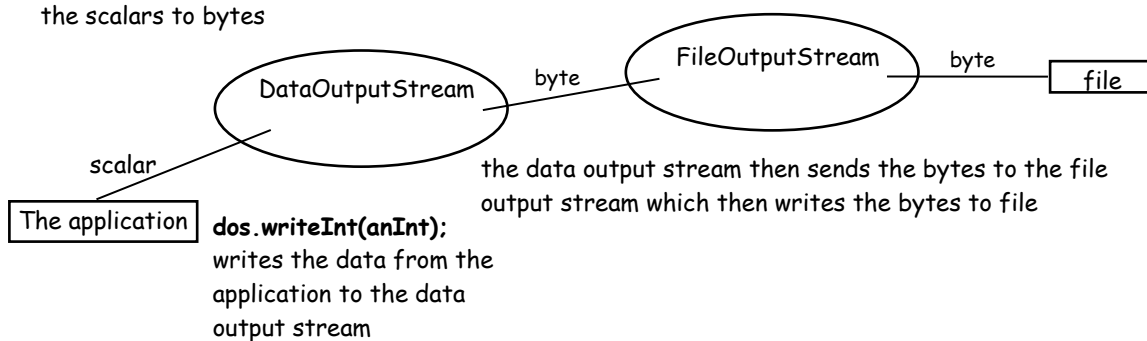 the scalars to bytes
FileOutputStream
byte
file
byte
DataOutputStream
scalar
The application
the data output stream then sends the bytes to the file
output stream which then writes the bytes to file
dos.writeInt(anInt);
writes the data from the
application to the data
output stream